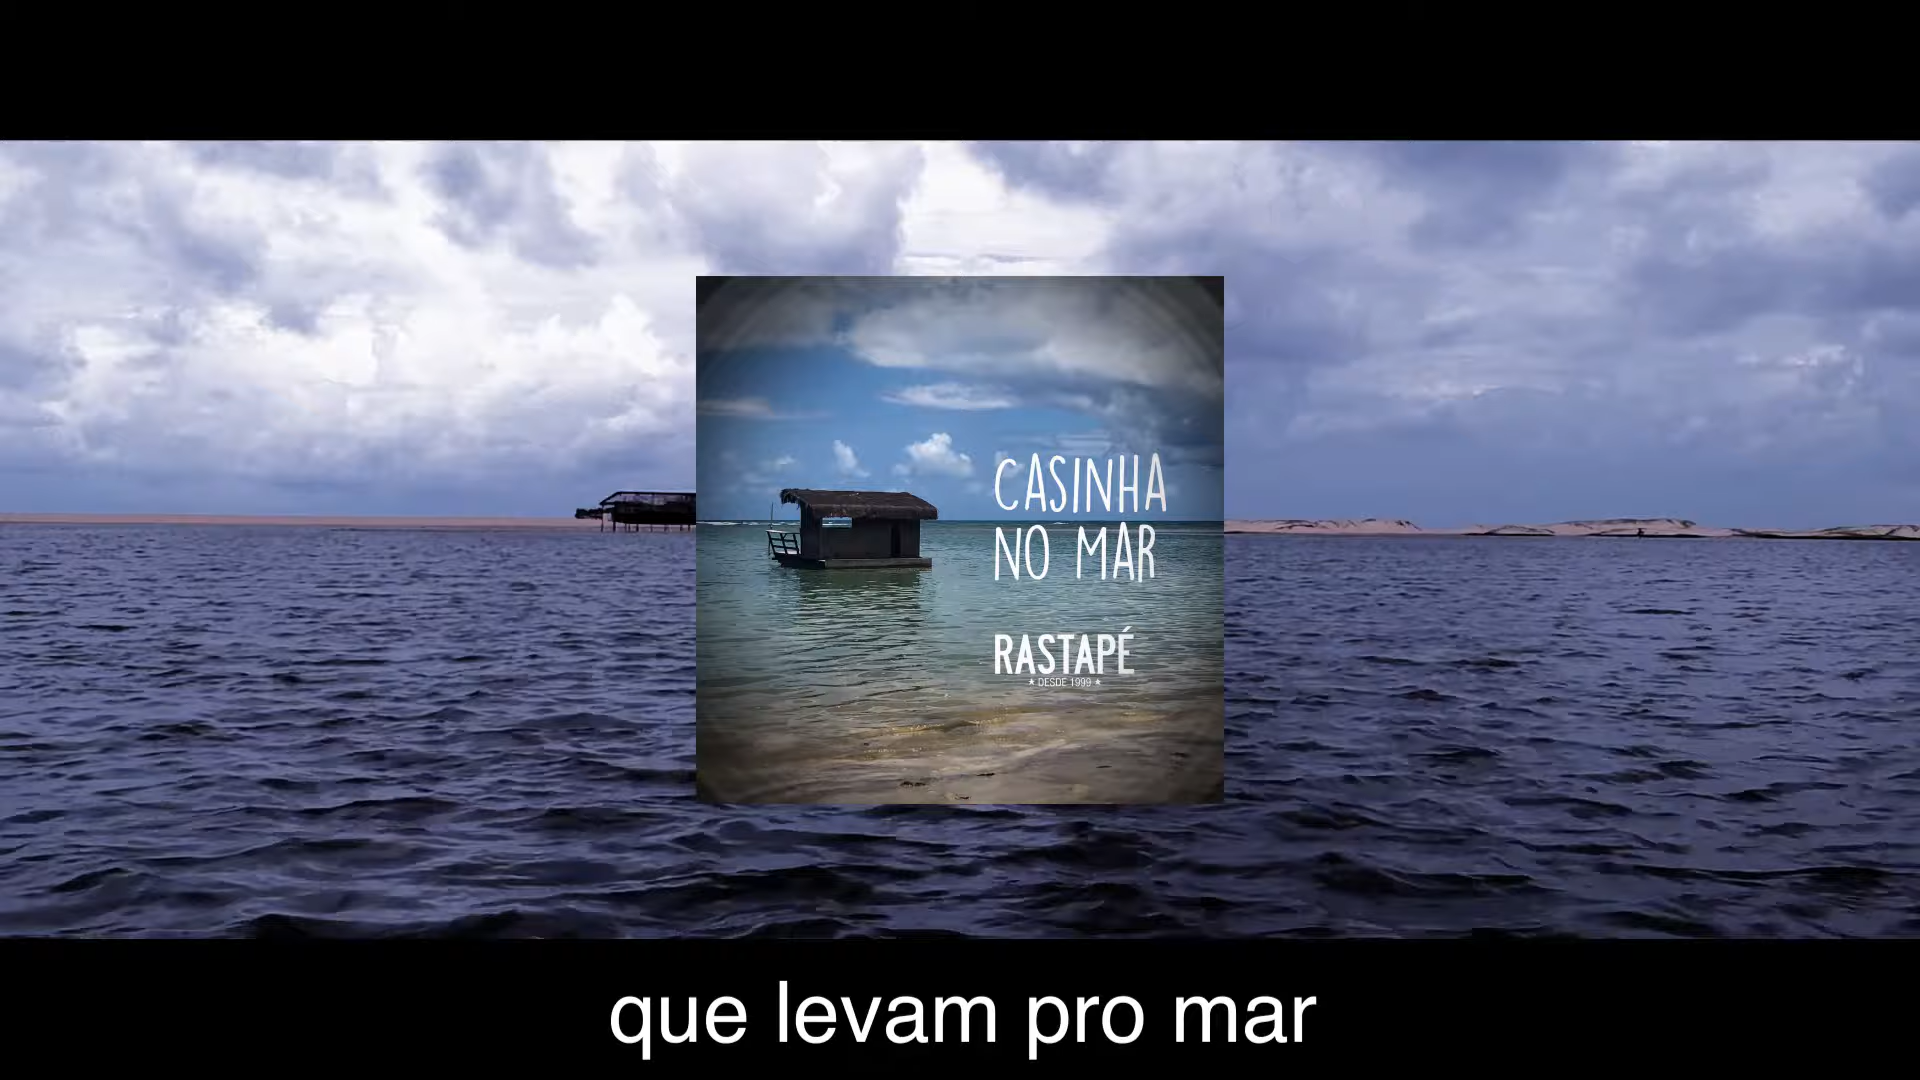 CASINHA
NO MAR
RASTAPÉ
★ DESDE 1999 ★
que levam pro mar